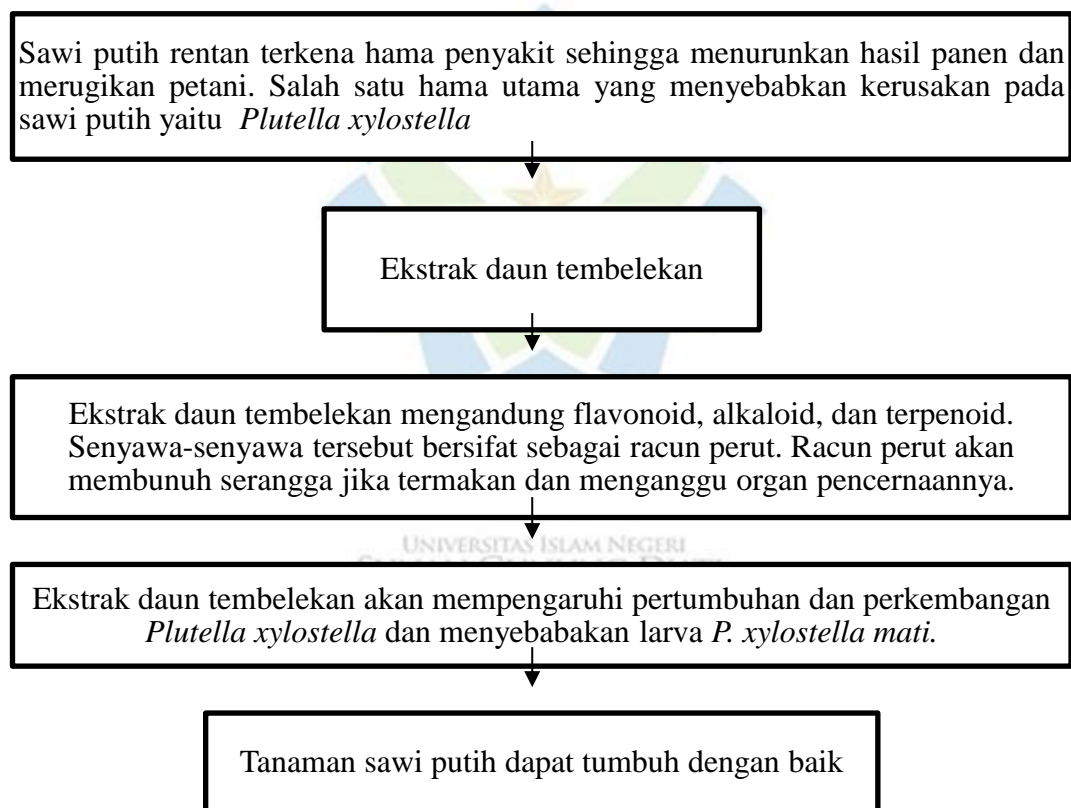 Sawi putih rentan terkena hama penyakit sehingga menurunkan hasil panen dan
merugikan petani. Salah satu hama utama yang menyebabkan kerusakan pada
sawi putih yaitu Plutella xylostella
Ekstrak daun tembelekan
Ekstrak daun tembelekan mengandung flavonoid, alkaloid, dan terpenoid.
Senyawa-senyawa tersebut bersifat sebagai racun perut. Racun perut akan
membunuh serangga jika termakan dan menganggu organ pencernaannya.
UNIVERSITAS ISLAM NEGERI
Ekstrak daun tembelekan akan mempengaruhi pertumbuhan dan perkembangan
Plutella xylostella dan menyebabakan larva P. xylostella mati.
Tanaman sawi putih dapat tumbuh dengan baik